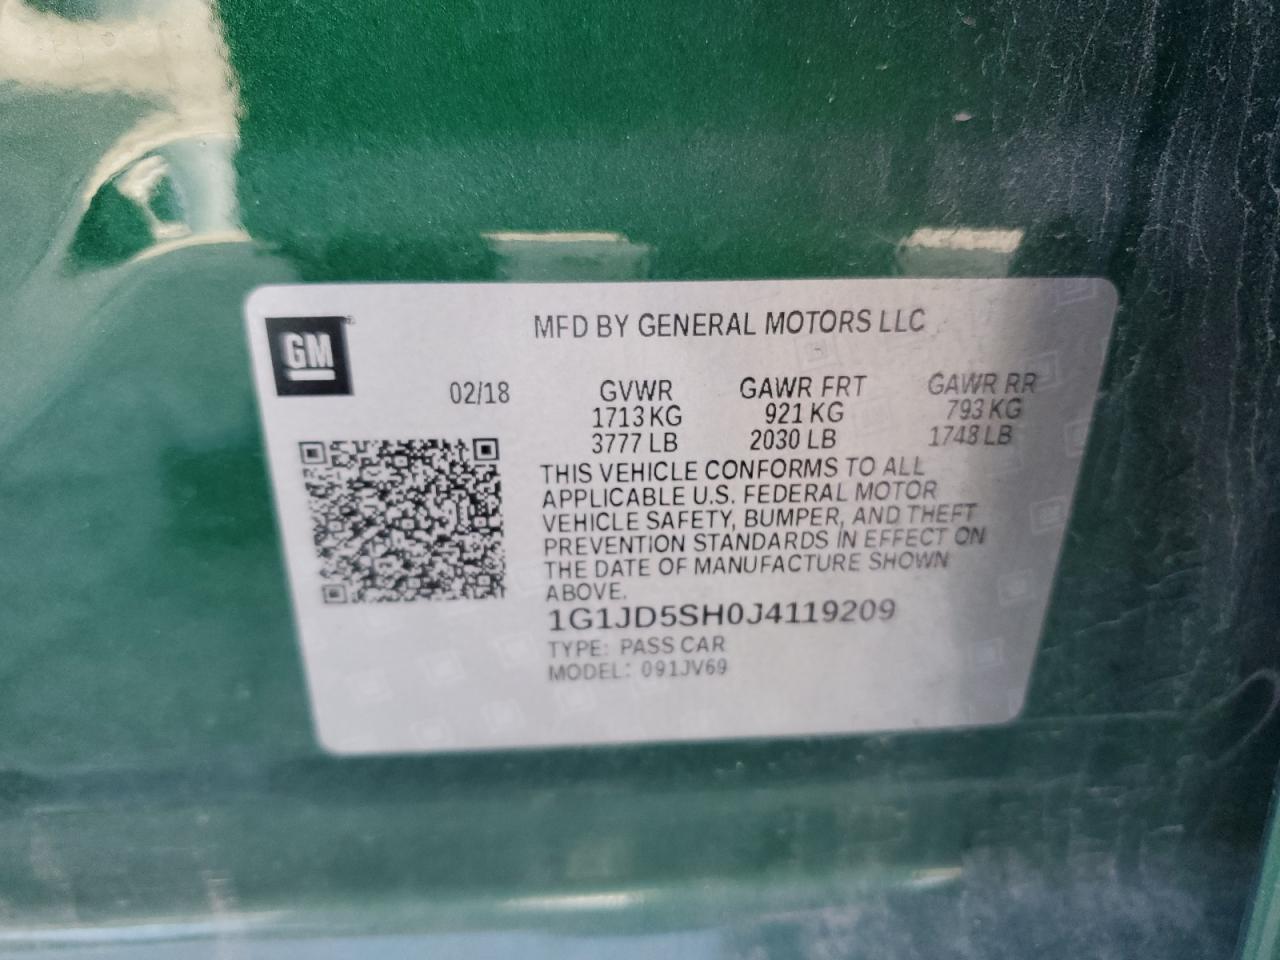 GM
MFD BY GENERAL MOTORS LLC
02/18 GVWR GAWR FRT GAWR RR
1713 KG 921 KG 793 KG
3777 LB 2030 LB 1748 LB
THIS VEHICLE CONFORMS TO ALL
APPLICABLE U.S. FEDERAL MOTOR
VEHICLE SAFETY, BUMPER, AND THEFT
PREVENTION STANDARDS IN EFFECT ON
THE DATE OF MANUFACTURE SHOWN
ABOVE.
1G1JD5SH0J4119209
TYPE: PASS CAR
MODEL: 091JV69